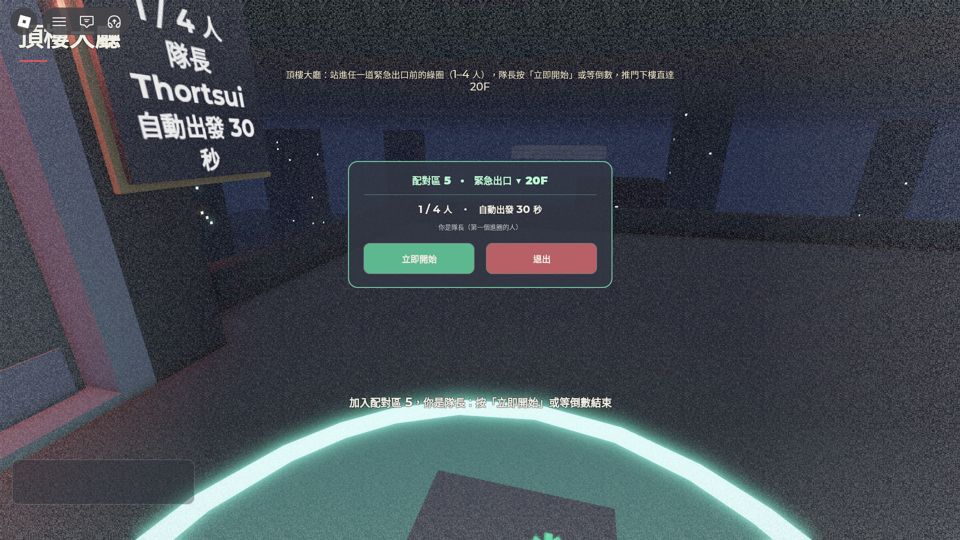 頂樓大廳
1 / 4 人
隊長
Thortsui
自動出發 30
秒
頂樓大廳：站進任一道緊急出口前的綠圈（1–4 人），隊長按「立即開始」或等倒數，推門下樓直達
20F
配對區 5 • 緊急出口 ▼ 20F
1 / 4 人 • 自動出發 30 秒
你是隊長（第一個進圈的人）
立即開始
退出
加入配對區 5，你是隊長：按「立即開始」或等倒數結束